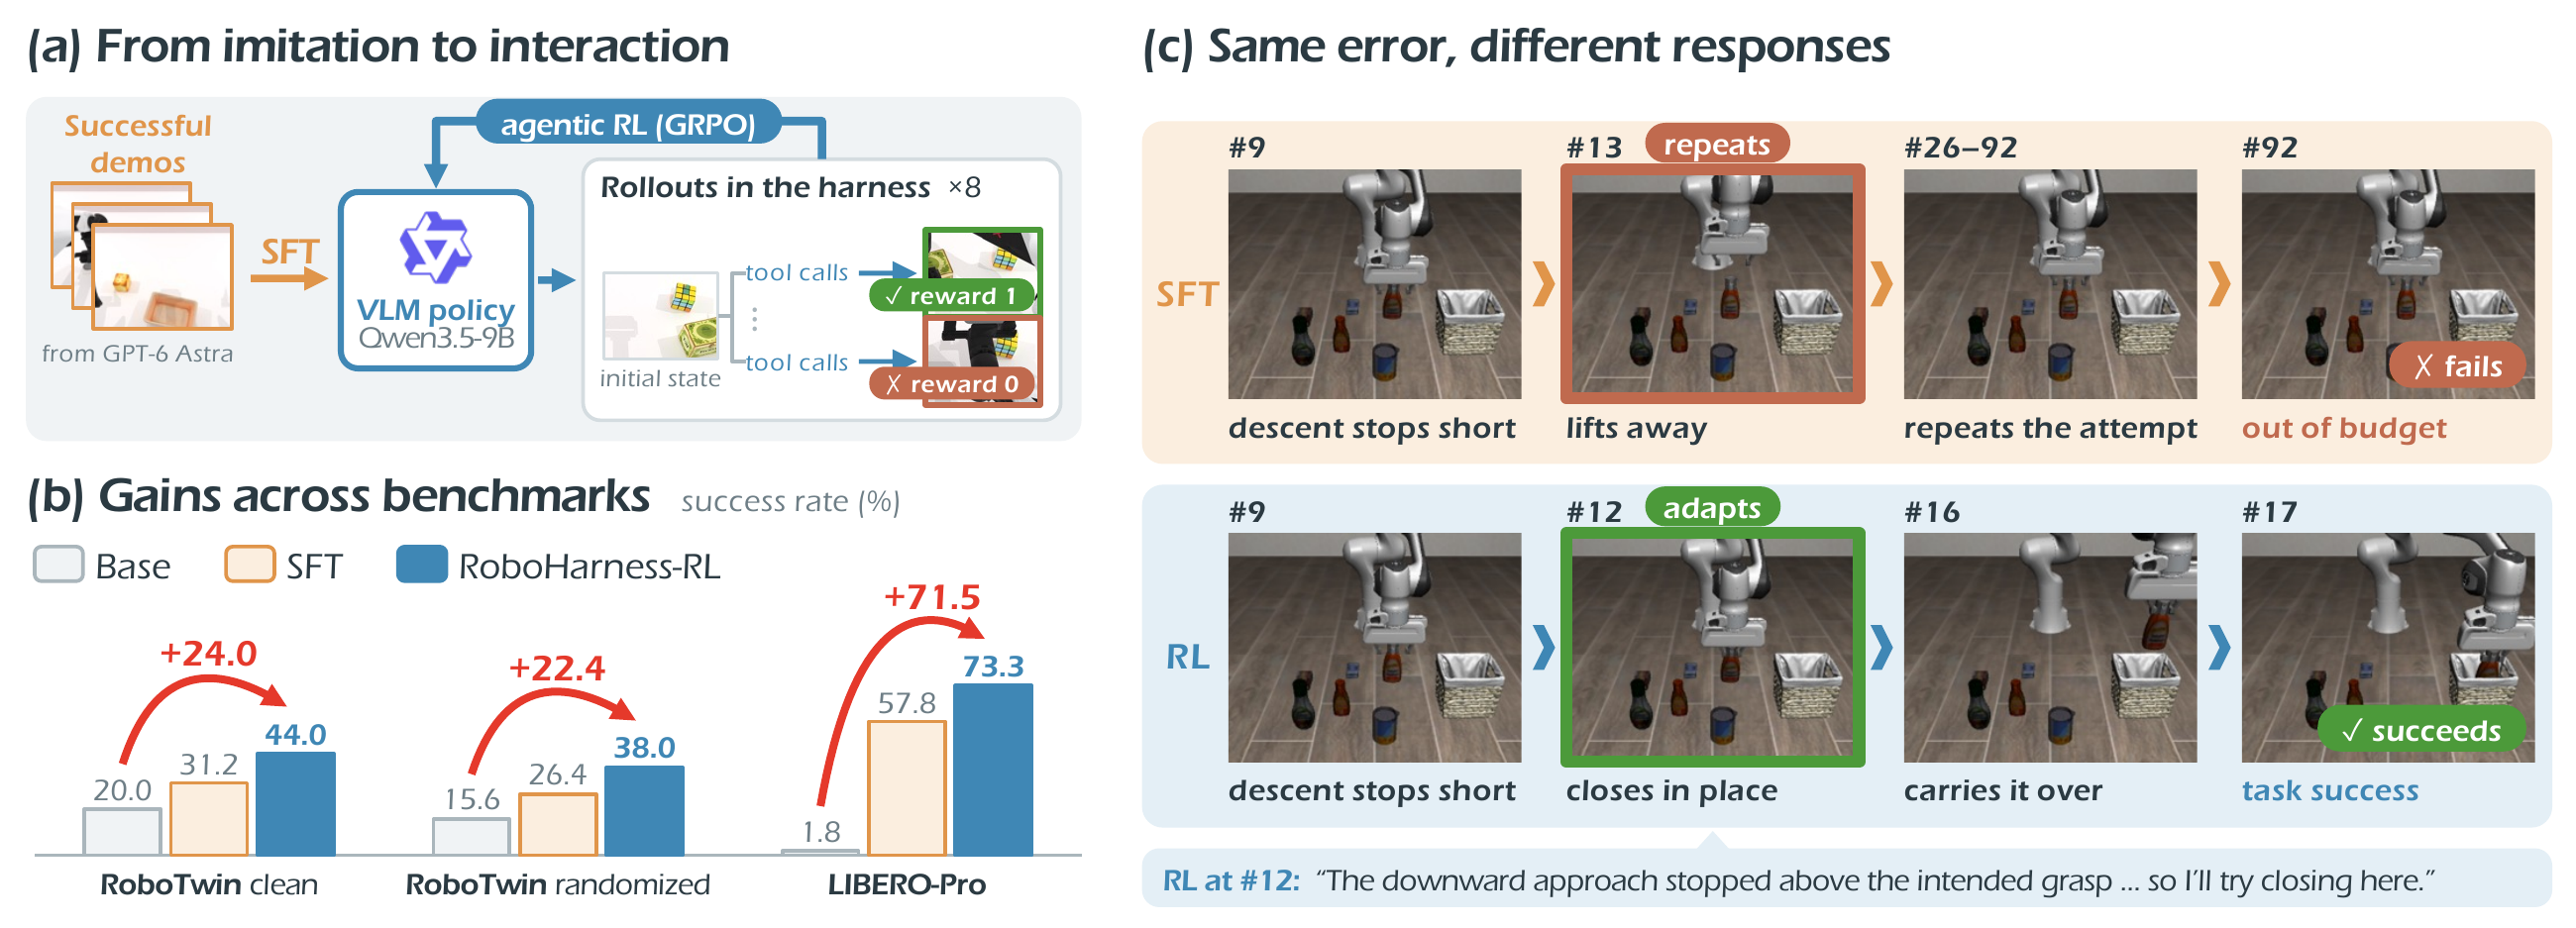 (a) From imitation to interaction
Successful
demos
from GPT-6 Astra
SFT
agentic RL (GRPO)
VLM policy
Qwen3.5-9B
Rollouts in the harness ×8
initial state
tool calls
✓ reward 1
⋮
tool calls
✗ reward 0
(b) Gains across benchmarks success rate (%)
Base SFT RoboHarness-RL
+24.0
20.0 31.2 44.0
RoboTwin clean
+22.4
15.6 26.4 38.0
RoboTwin randomized
+71.5
1.8 57.8 73.3
LIBERO-Pro
(c) Same error, different responses
SFT
#9
descent stops short
#13 repeats
lifts away
#26–92
repeats the attempt
#92
✗ fails
out of budget
RL
#9
descent stops short
#12 adapts
closes in place
#16
carries it over
#17
✓ succeeds
task success
RL at #12: “The downward approach stopped above the intended grasp ... so I’ll try closing here.”